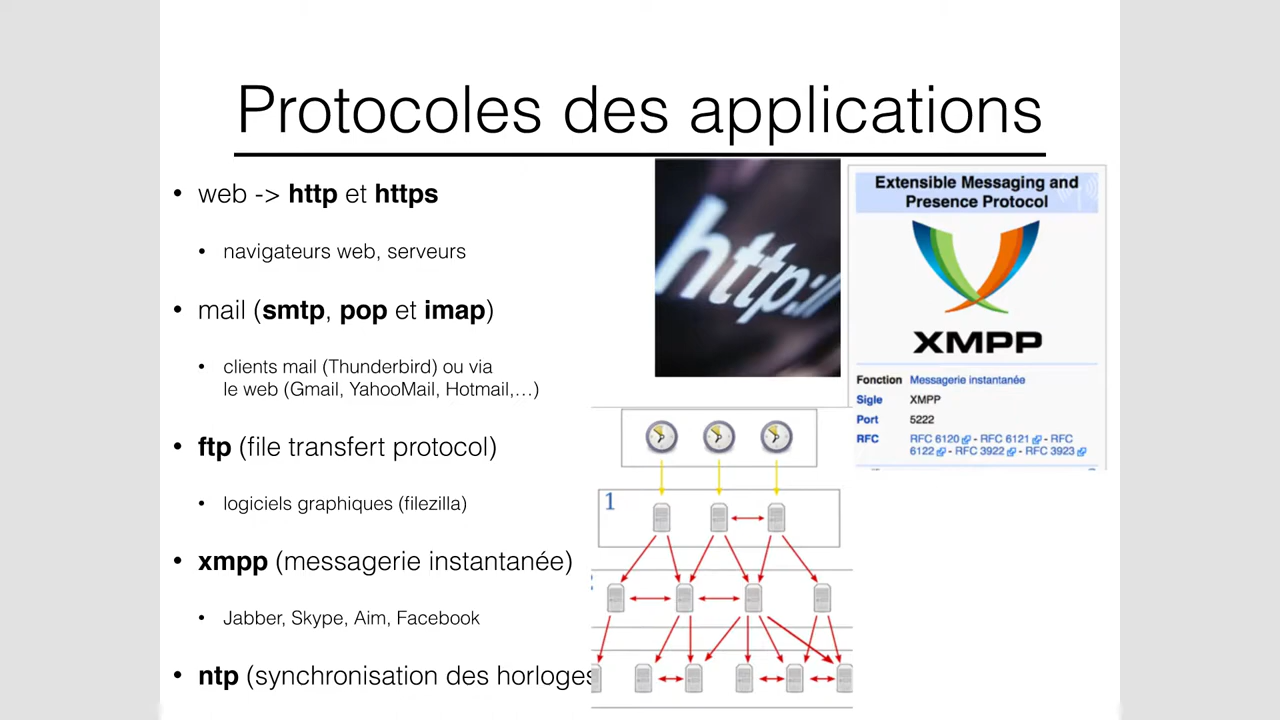 Protocoles des applications
• web -> http et https
• navigateurs web, serveurs
• mail (smtp, pop et imap)
• clients mail (Thunderbird) ou via
le web (Gmail, YahooMail, Hotmail,…)
• ftp (file transfert protocol)
• logiciels graphiques (filezilla)
• xmpp (messagerie instantanée)
• Jabber, Skype, Aim, Facebook
• ntp (synchronisation des horloges
http://
Extensible Messaging and
Presence Protocol
XMPP
Fonction Messagerie instantanée
Sigle XMPP
Port 5222
RFC RFC 6120 - RFC 6121 - RFC
6122 - RFC 3922 - RFC 3923
1